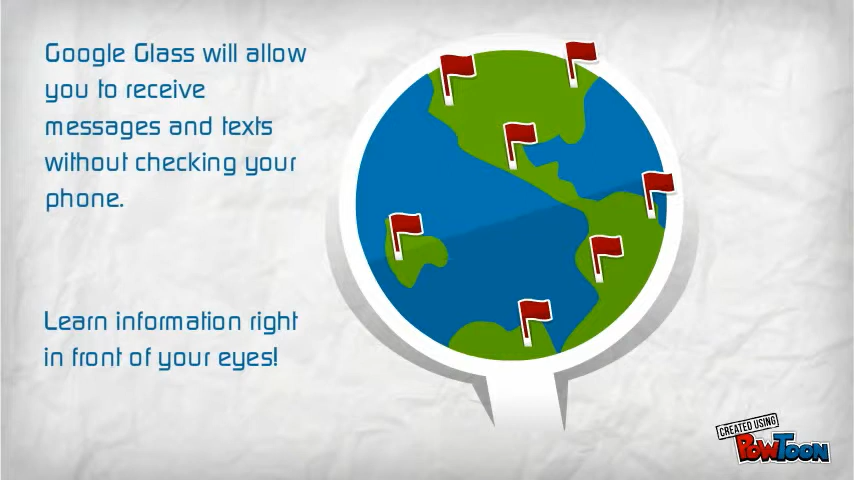 Google Glass will allow
you to receive
messages and texts
without checking your
phone.
Learn information right
in front of your eyes!
CREATED USING
POWTOON